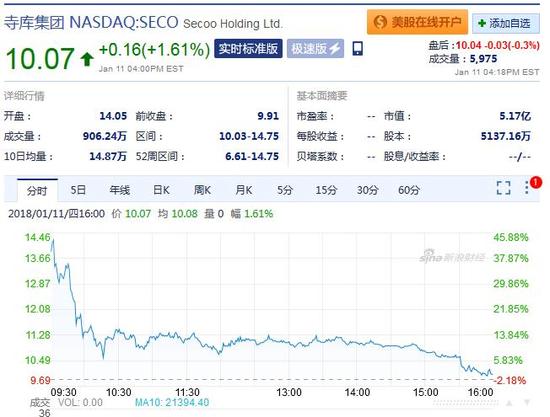 寺库集团 NASDAQ:SECO Secoo Holding Ltd.
$ 美股在线开户
+ 添加自选
10.07 +0.16(+1.61%) 实时标准版 极速版
Jan 11 04:00PM EST
盘后: 10.04 -0.03(-0.3%)
成交量: 5,975
Jan 11 04:18PM EST
详细行情
基本面摘要
开盘: 14.05 前收盘: 9.91 市盈率: -- 市值: 5.17亿
成交量: 906.24万 区间: 10.03-14.75 每股收益: -- 股本: 5137.16万
10日均量: 14.87万 52周区间: 6.61-14.75 贝塔系数: -- 股息/收益率: --/--
分时 5日 年线 日K 周K 月K 5分 15分 30分 60分 1
2018/01/11/四16:00 价 10.07 均 10.08 量 0 幅 1.61%
14.46 45.88%
sina新浪财经
13.66 37.87%
12.87 29.86%
12.08 21.85%
11.28 13.84%
10.49 5.83%
9.69 -2.18%
09:30 10:30 11:30 13:00 14:00 15:00 16:00
成交 VOL: 0.00 MA10: 21394.40
36